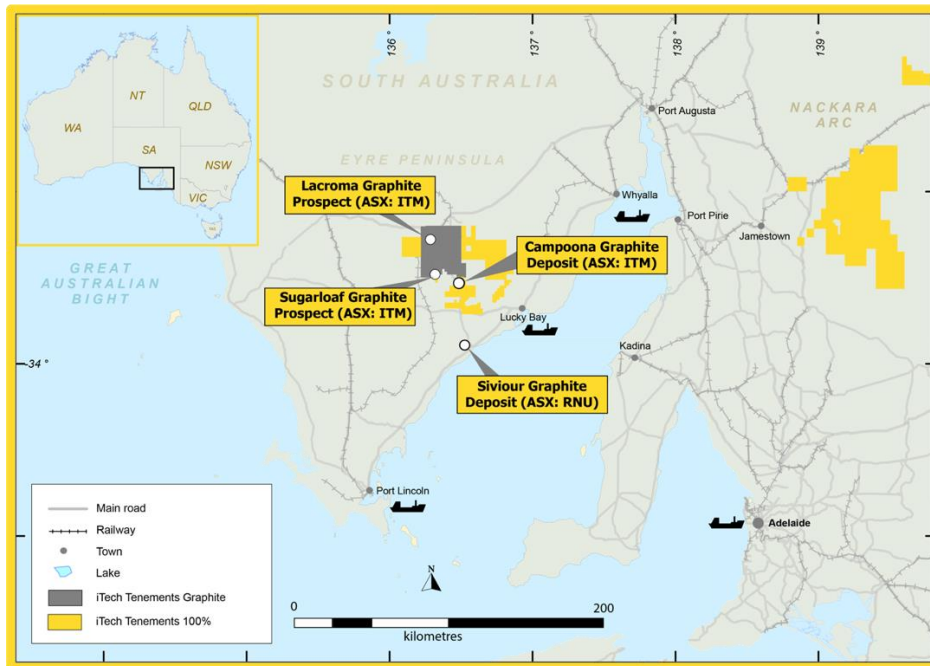 136°
137°
138°
139°
NT
QLD
WA
SA
NSW
VIC
TAS
SOUTH AUSTRALIA
NACKARA
ARC
Port Augusta
EYRE PENINSULA
Lacroma Graphite
Prospect (ASX: ITM)
Whyalla
Port Pirie
Jamestown
Campoona Graphite
Deposit (ASX: ITM)
GREAT
AUSTRALIAN
BIGHT
Sugarloaf Graphite
Prospect (ASX: ITM)
Lucky Bay
Kadina
-34°
Siviour Graphite
Deposit (ASX: RNU)
Port Lincoln
Adelaide
Main road
Railway
Town
Lake
iTech Tenements Graphite
iTech Tenements 100%
N
0
200
kilometres